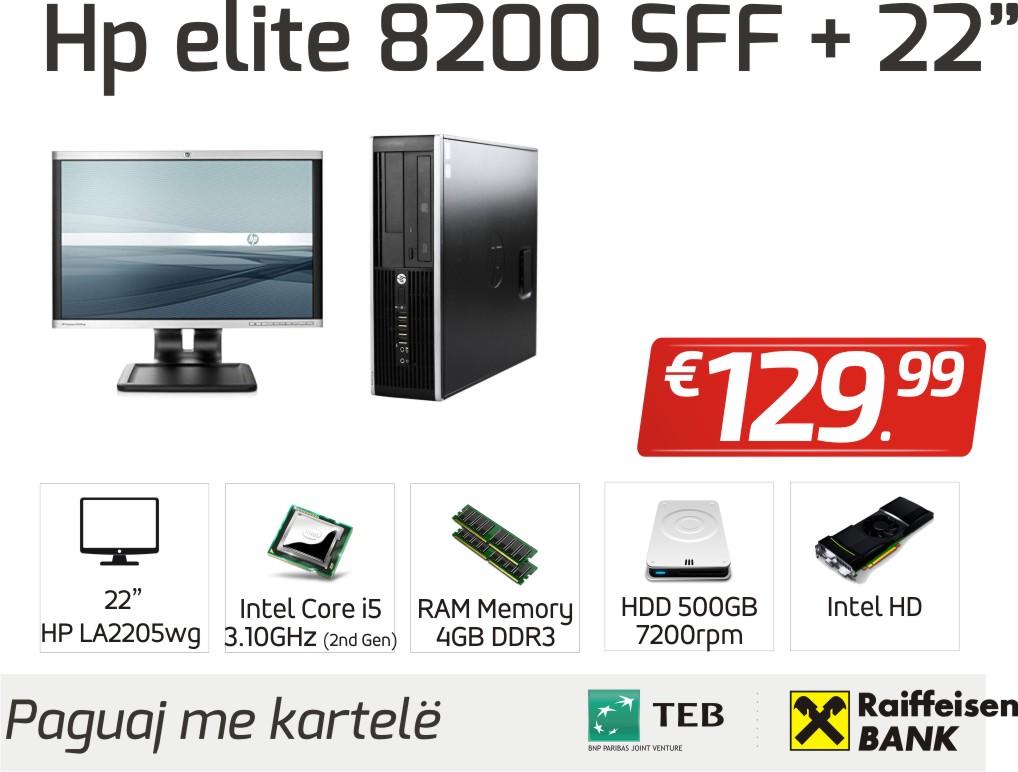 Hp elite 8200 SFF + 22”
€129.99
22”
HP LA2205wg
Intel Core i5
3.10GHz (2nd Gen)
RAM Memory
4GB DDR3
HDD 500GB
7200rpm
Intel HD
Paguaj me kartelë
TEB
BNP PARIBAS JOINT VENTURE
Raiffeisen
BANK